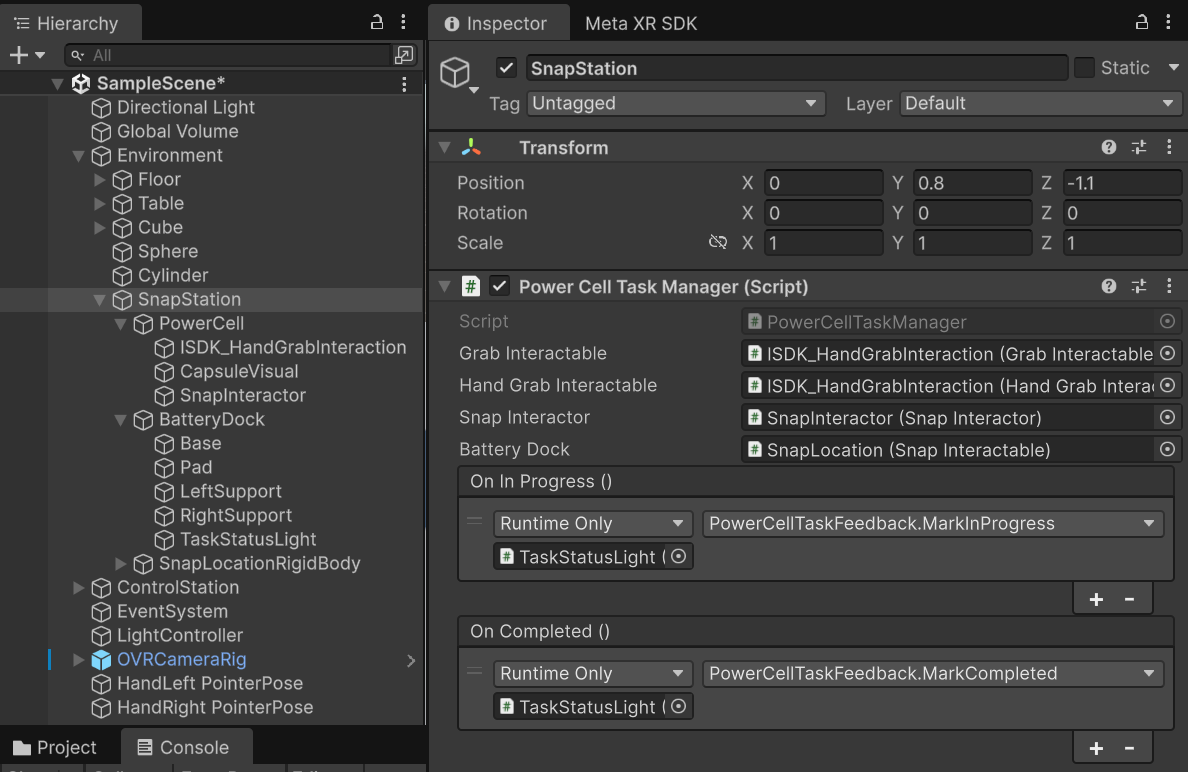 Hierarchy
All
SampleScene*
Directional Light
Global Volume
Environment
Floor
Table
Cube
Sphere
Cylinder
SnapStation
PowerCell
ISDK_HandGrabInteraction
CapsuleVisual
SnapInteractor
BatteryDock
Base
Pad
LeftSupport
RightSupport
TaskStatusLight
SnapLocationRigidBody
ControlStation
EventSystem
LightController
OVRCameraRig
HandLeft PointerPose
HandRight PointerPose
Project Console
Inspector Meta XR SDK
SnapStation Static
Tag Untagged Layer Default
Transform
Position X 0 Y 0.8 Z -1.1
Rotation X 0 Y 0 Z 0
Scale X 1 Y 1 Z 1
Power Cell Task Manager (Script)
Script PowerCellTaskManager
Grab Interactable ISDK_HandGrabInteraction (Grab Interactable
Hand Grab Interactable ISDK_HandGrabInteraction (Hand Grab Interac
Snap Interactor SnapInteractor (Snap Interactor)
Battery Dock SnapLocation (Snap Interactable)
On In Progress ()
Runtime Only PowerCellTaskFeedback.MarkInProgress
TaskStatusLight (
On Completed ()
Runtime Only PowerCellTaskFeedback.MarkCompleted
TaskStatusLight (